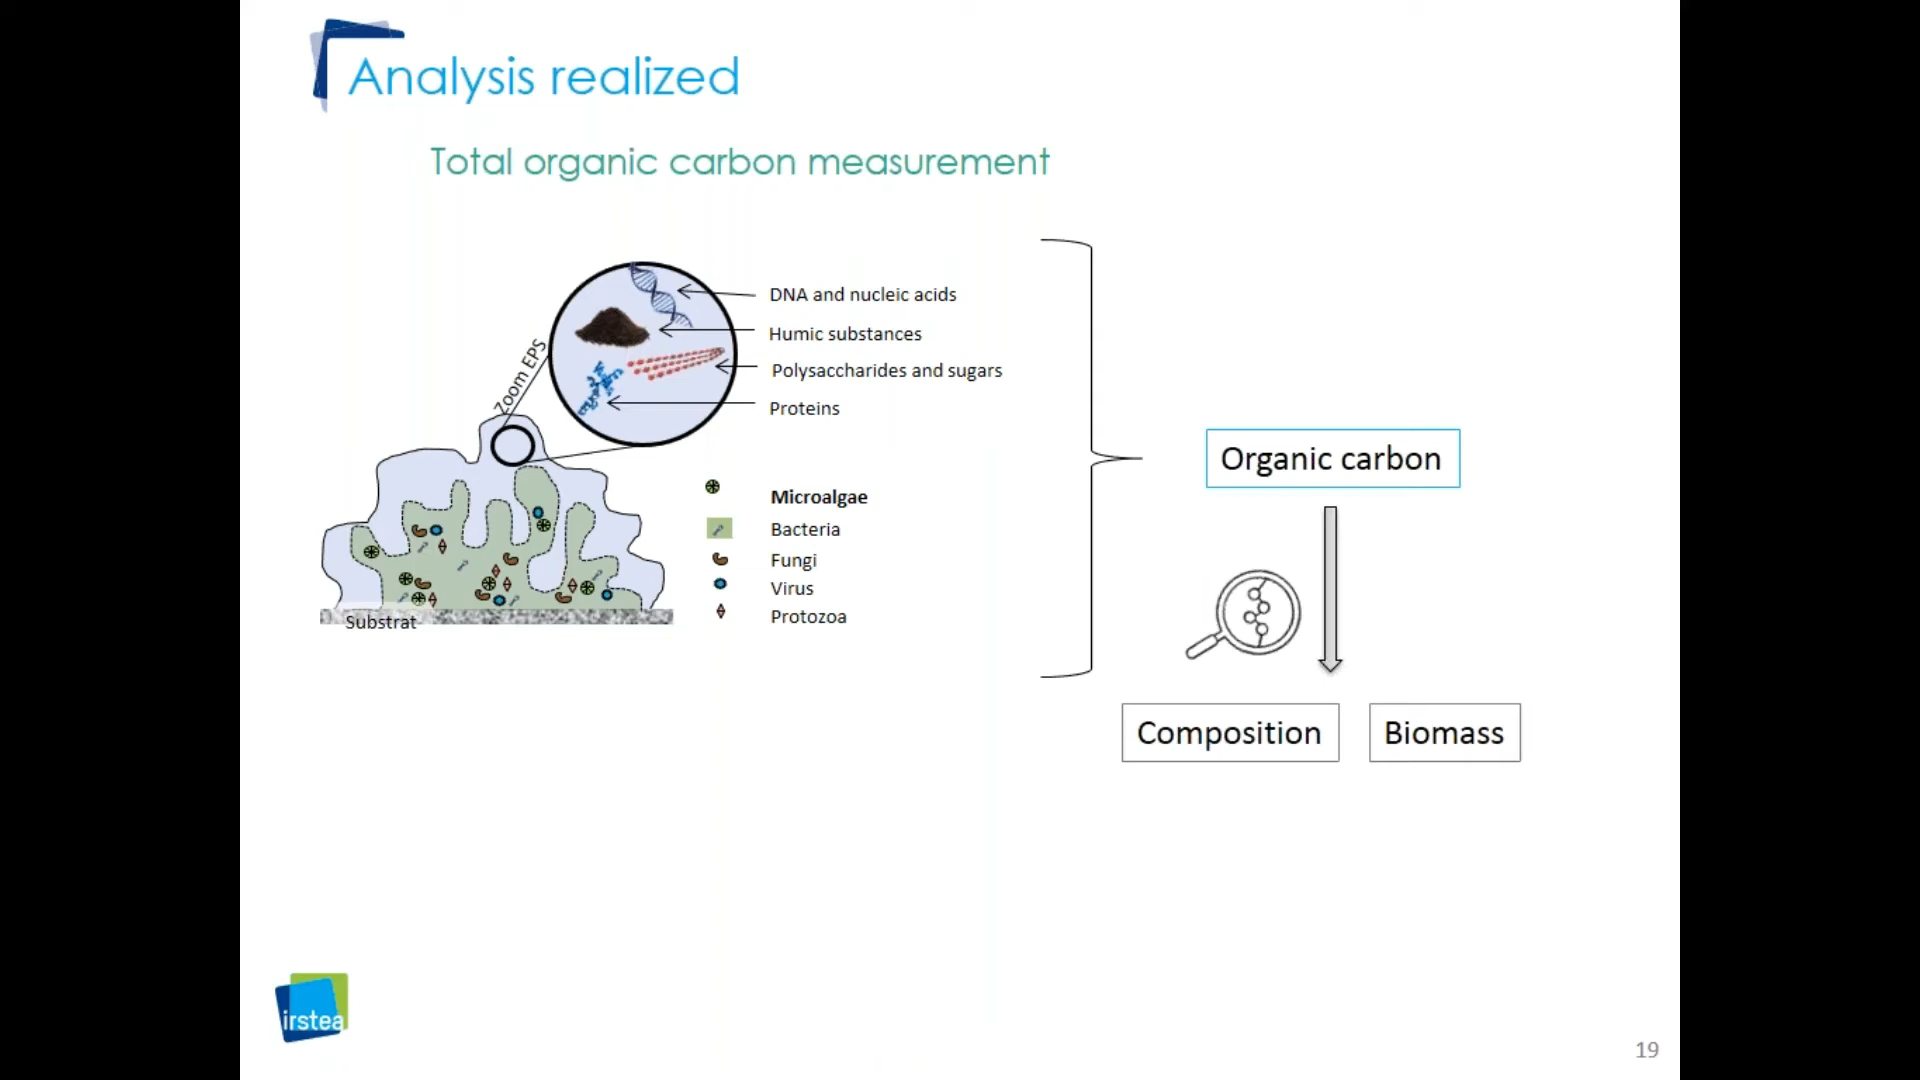 Analysis realized
Total organic carbon measurement
Zoom EPS
DNA and nucleic acids
Humic substances
Polysaccharides and sugars
Proteins
Microalgae
Bacteria
Fungi
Virus
Protozoa
Substrat
Organic carbon
Composition
Biomass
irstea
19